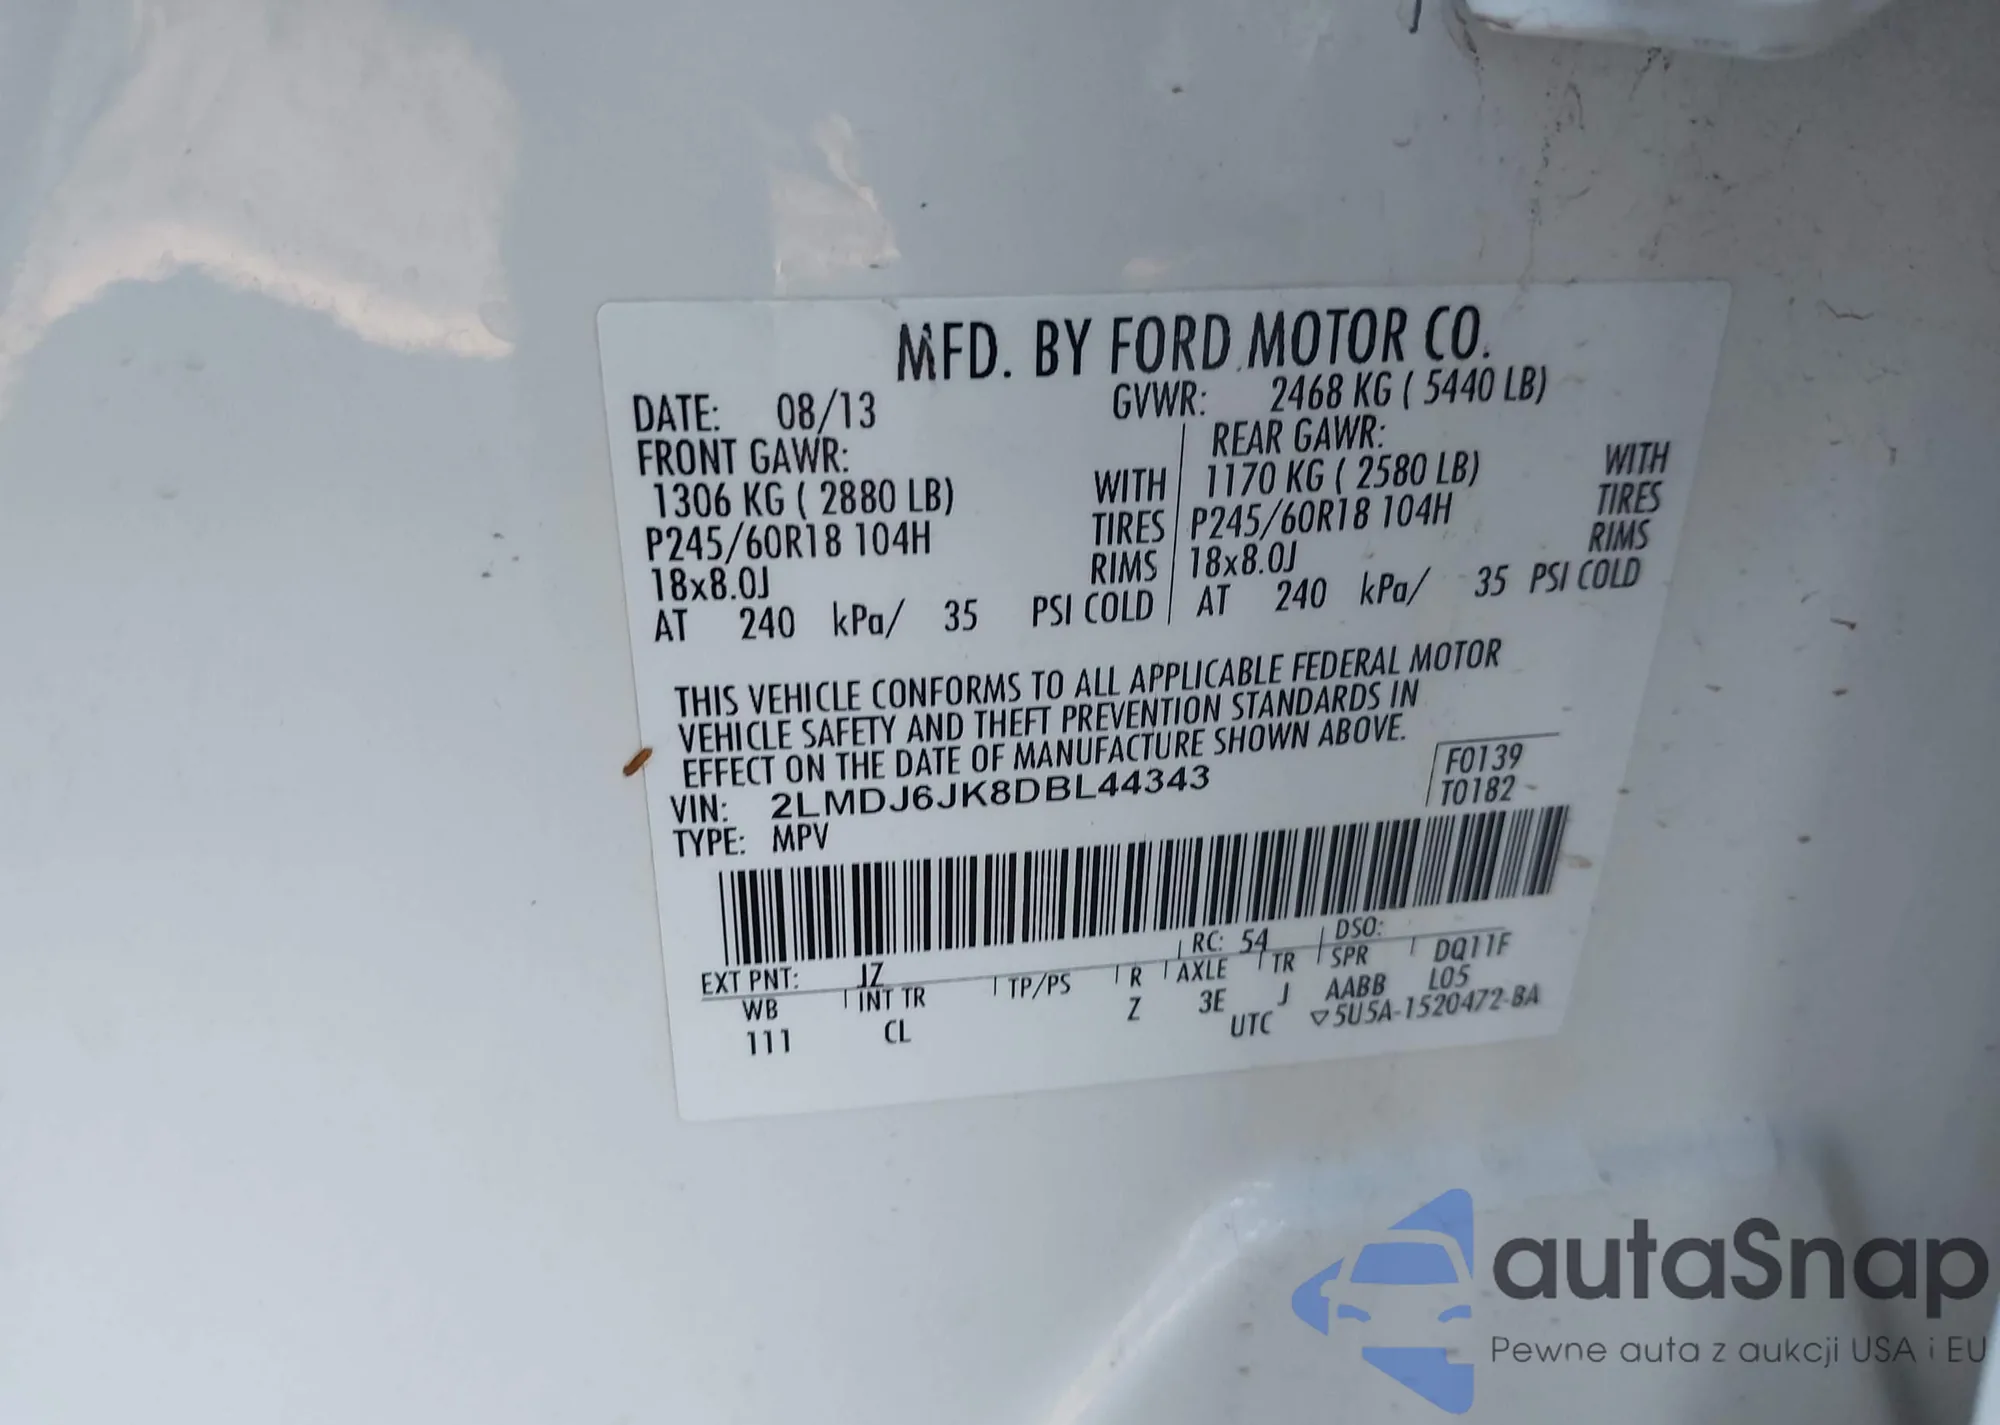 MFD. BY FORD MOTOR CO.
DATE: 08/13 GVWR: 2468 KG ( 5440 LB)
FRONT GAWR: REAR GAWR:
1306 KG ( 2880 LB) WITH 1170 KG ( 2580 LB) WITH
P245/60R18 104H TIRES P245/60R18 104H TIRES
18x8.0J RIMS 18x8.0J RIMS
AT 240 kPa/ 35 PSI COLD AT 240 kPa/ 35 PSI COLD
THIS VEHICLE CONFORMS TO ALL APPLICABLE FEDERAL MOTOR
VEHICLE SAFETY AND THEFT PREVENTION STANDARDS IN
EFFECT ON THE DATE OF MANUFACTURE SHOWN ABOVE.
VIN: 2LMDJ6JK8DBL44343 F0139
TYPE: MPV T0182
EXT PNT: JZ RC: 54 DSO:
WB INT TR TP/PS R AXLE TR SPR DQ11F
111 CL Z 3E J AABB L05
UTC ▽5U5A-1520472-BA
autaSnap
Pewne auta z aukcji USA i EU